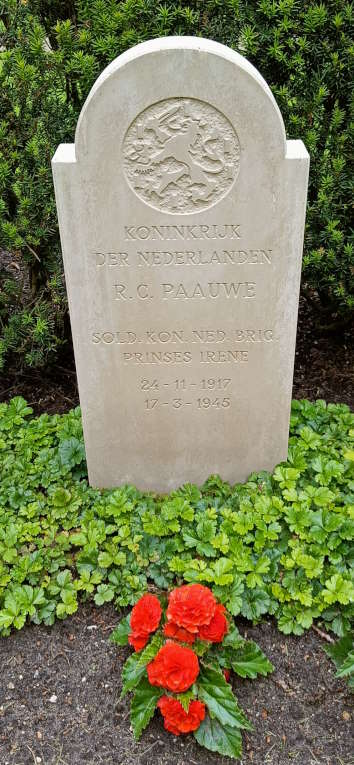 KONINKRIJK
DER NEDERLANDEN
R.C. PAAUWE
SOLD. KON. NED. BRIG.
PRINSES IRENE
24-11-1917
17-3-1945